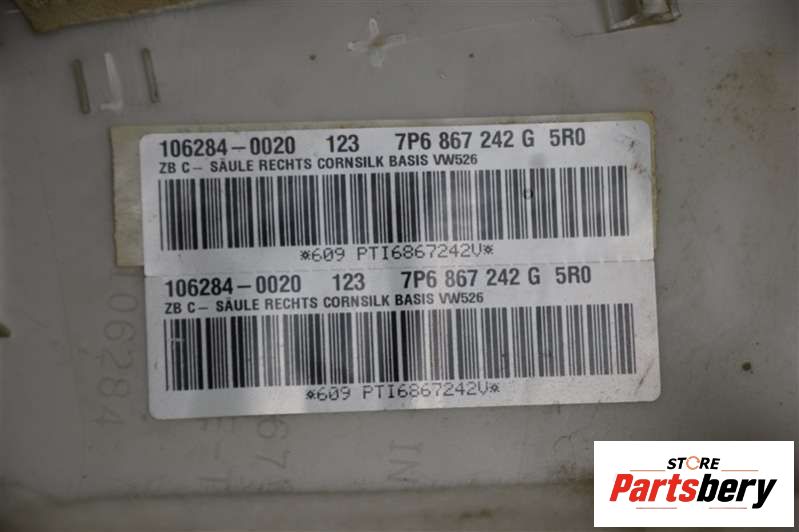 106284-0020 123 7P6 867 242 G 5R0
ZB C- SÄULE RECHTS CORNSILK BASIS VW526
*609 PTI6867242V*
106284-0020 123 7P6 867 242 G 5R0
ZB C- SÄULE RECHTS CORNSILK BASIS VW526
*609 PTI6867242V*
06284
STORE
Partsbery